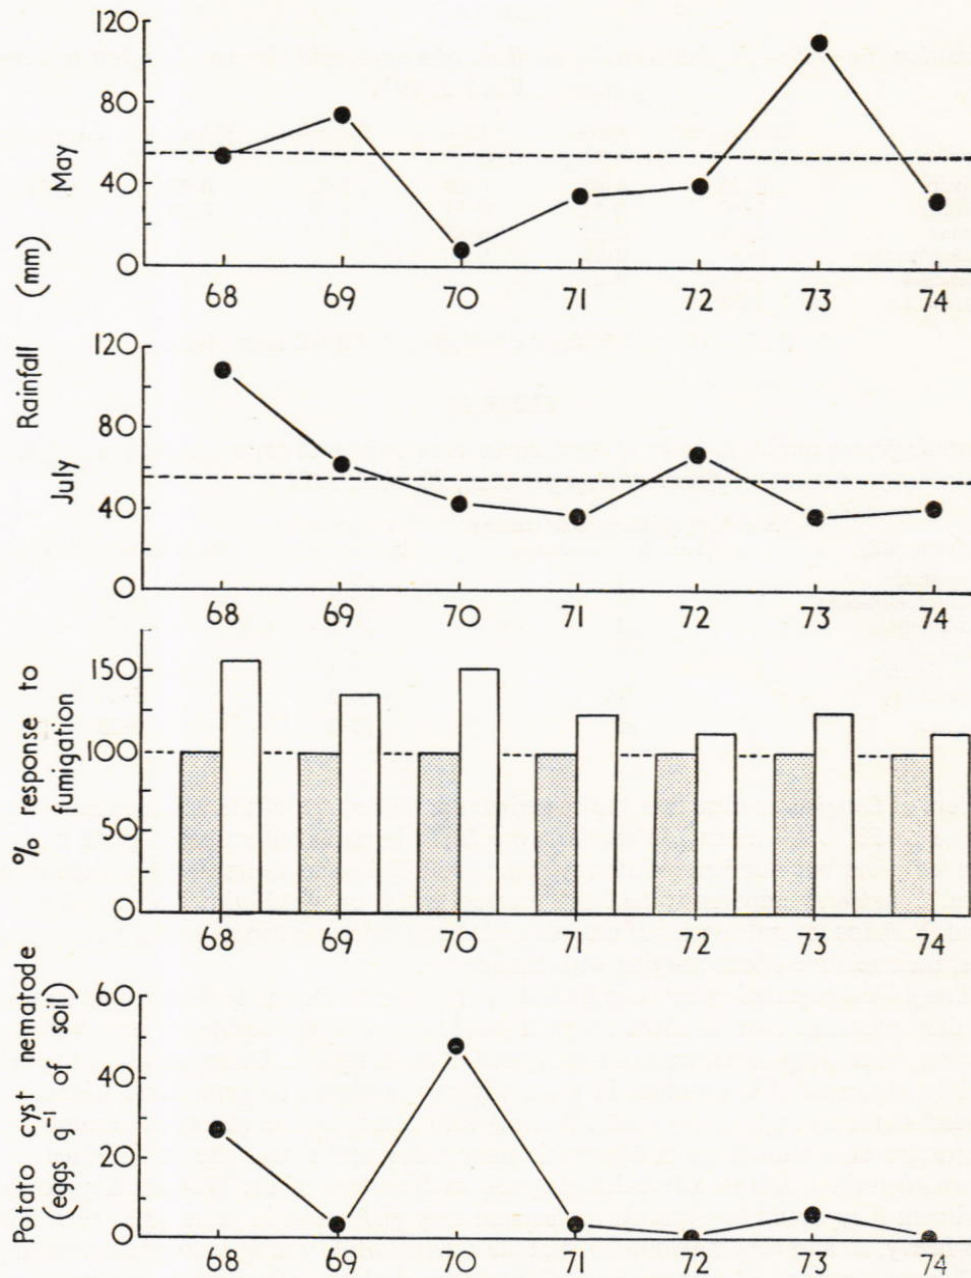 120
80
40
0
68 69 70 71 72 73 74
May
Rainfall (mm)
120
80
40
0
68 69 70 71 72 73 74
July
150
100
50
0
68 69 70 71 72 73 74
% response to
fumigation
60
40
20
0
68 69 70 71 72 73 74
Potato cyst nematode
(eggs g⁻¹ of soil)